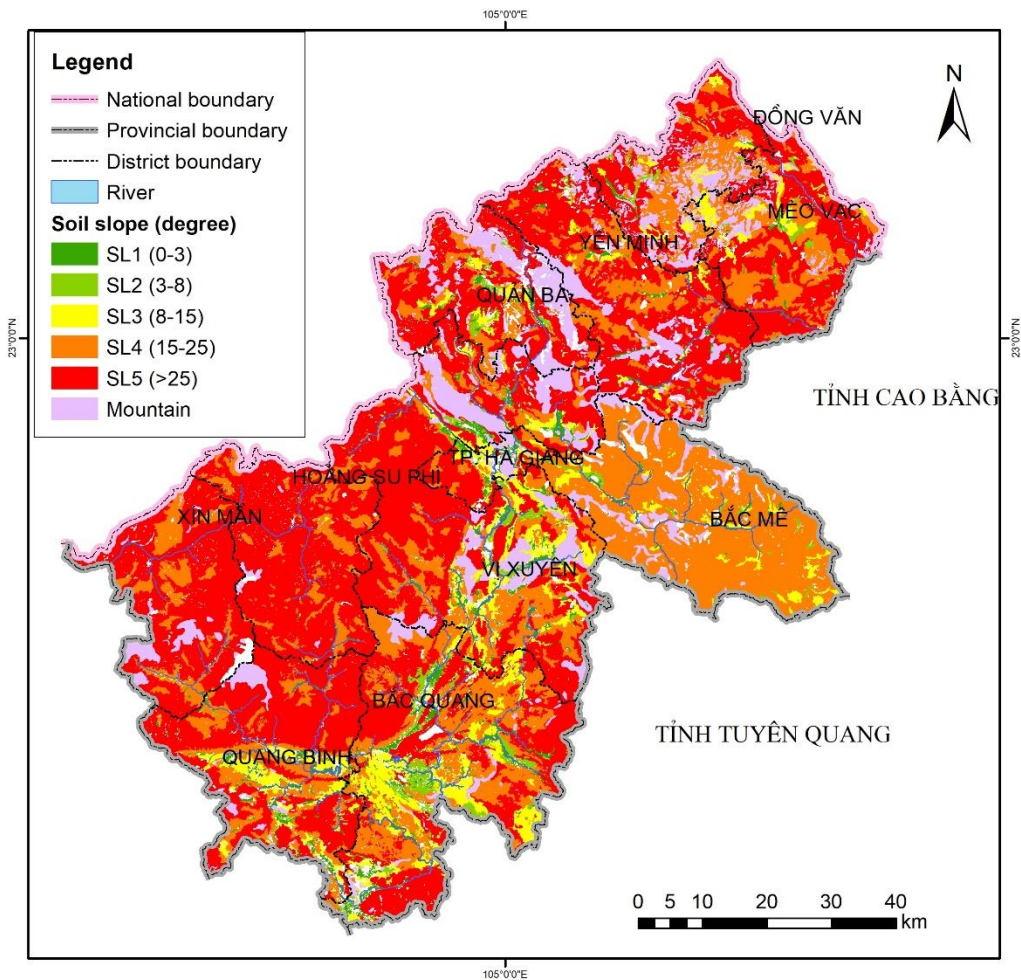 105°0'0"E
Legend
National boundary
Provincial boundary
District boundary
River
Soil slope (degree)
SL1 (0-3)
SL2 (3-8)
SL3 (8-15)
SL4 (15-25)
SL5 (>25)
Mountain
N
ĐỒNG VĂN
MÈO VẠC
YÊN MINH
QUẢN BẠ
23°0'0"N
23°0'0"N
TỈNH CAO BẰNG
TP. HÀ GIANG
HOÀNG SU PHÌ
XÍN MẦN
BẮC MÊ
VỊ XUYÊN
BẮC QUANG
TỈNH TUYÊN QUANG
QUANG BÌNH
0 5 10 20 30 40
km
105°0'0"E